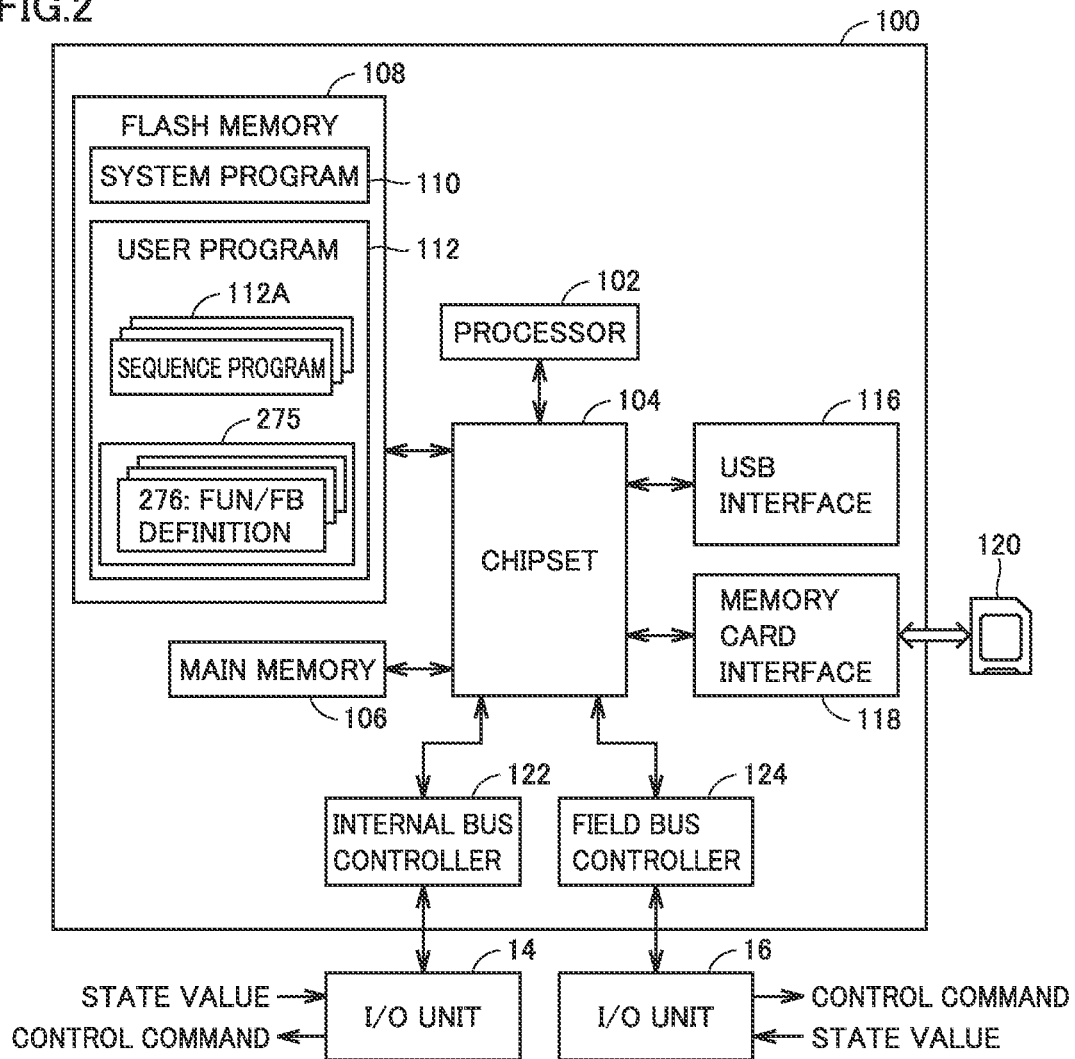 FIG.2
100
108
FLASH MEMORY
SYSTEM PROGRAM
110
USER PROGRAM
112
112A
SEQUENCE PROGRAM
275
276: FUN/FB
DEFINITION
102
PROCESSOR
104
CHIPSET
116
USB
INTERFACE
120
MEMORY
CARD
INTERFACE
118
MAIN MEMORY
106
122
INTERNAL BUS
CONTROLLER
124
FIELD BUS
CONTROLLER
14
I/O UNIT
STATE VALUE
CONTROL COMMAND
16
I/O UNIT
CONTROL COMMAND
STATE VALUE